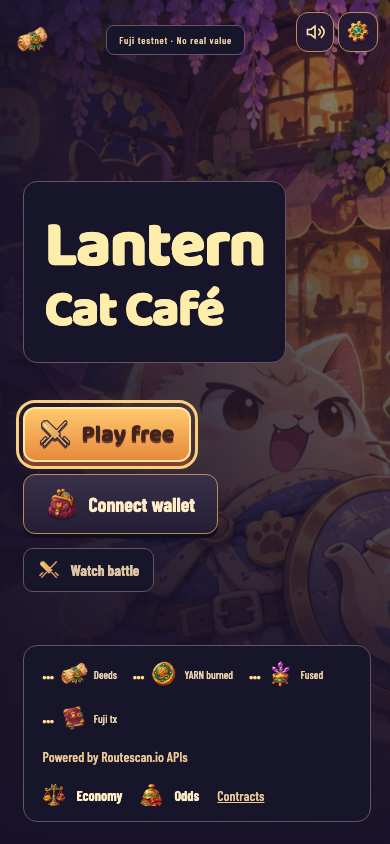 Fuji testnet · No real value
Lantern
Cat Café
Play free
Connect wallet
Watch battle
... Deeds ... YARN burned ... Fused
... Fuji tx
Powered by Routescan.io APIs
Economy Odds Contracts